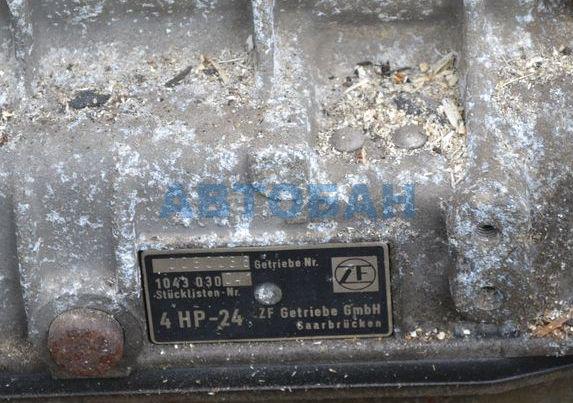 АВТОБАН
Getriebe Nr.
ZF
1043 030
Stücklisten-Nr.
4 HP-24
ZF Getriebe GmbH
Saarbrücken